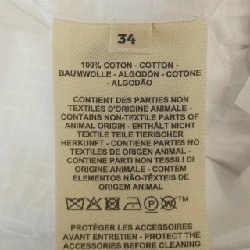 34
100% COTON - COTTON -
BAUMWOLLE - ALGODÓN - COTONE
- ALGODÃO
CONTIENT DES PARTIES NON
TEXTILES D'ORIGINE ANIMALE -
CONTAINS NON-TEXTILE PARTS OF
ANIMAL ORIGIN - ENTHÄLT NICHT
TEXTILE TEILE TIERISCHER
HERKUNFT - CONTIENE PARTES NO
TEXTILES DE ORIGEN ANIMAL -
CONTIENE PARTI NON TESSILI DI
ORIGINE ANIMALE - CONTÉM
ELEMENTOS NÃO-TÊXTEIS DE
ORIGEM ANIMAL
PROTÉGER LES ACCESSOIRES
AVANT ENTRETIEN - PROTECT THE
ACCESSORIES BEFORE CLEANING